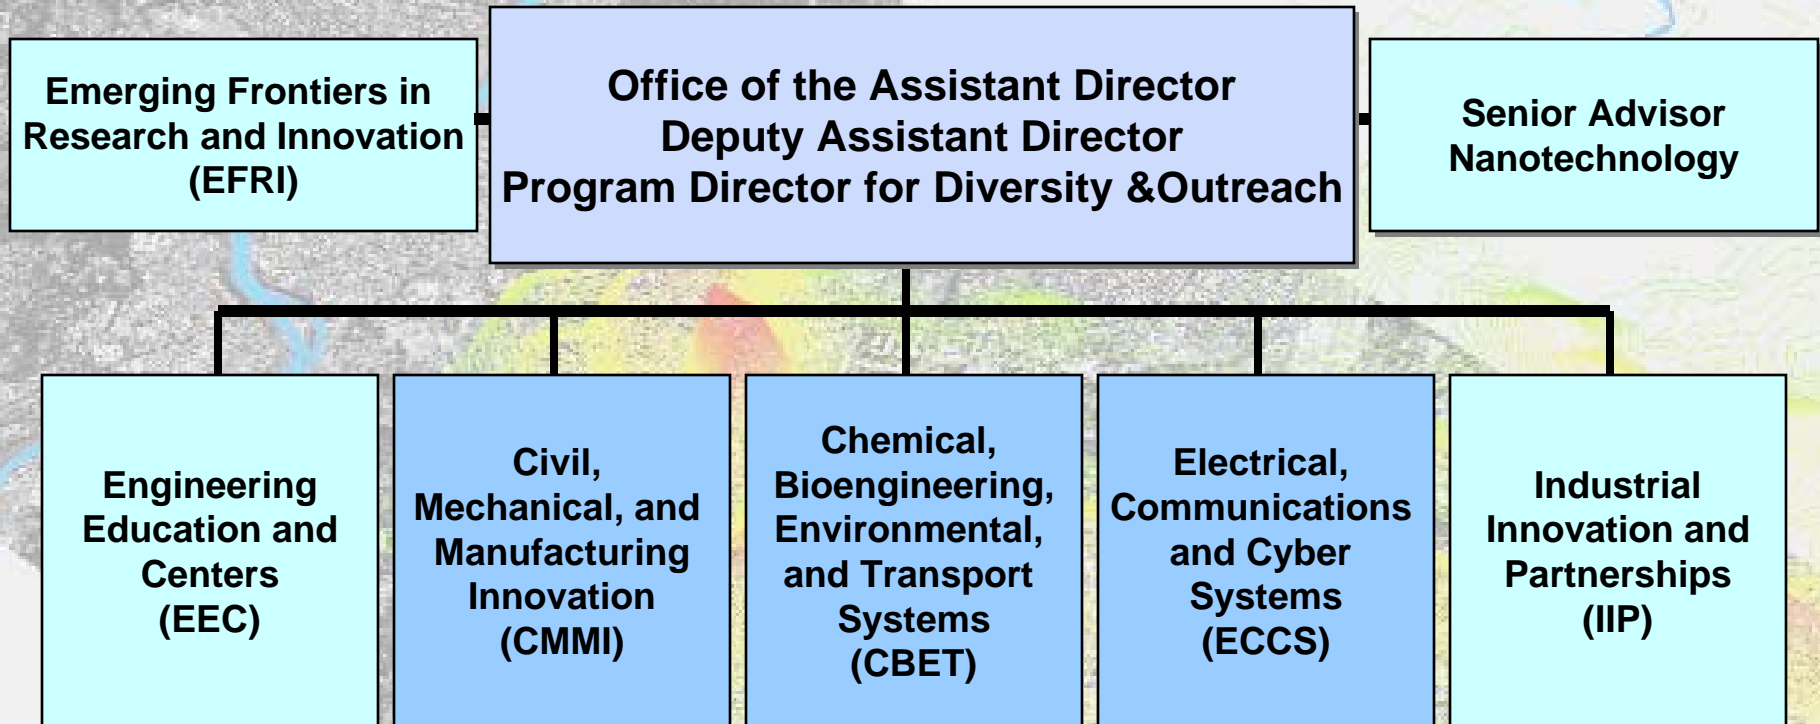 Emerging Frontiers in
Research and Innovation
(EFRI)
Office of the Assistant Director
Deputy Assistant Director
Program Director for Diversity &Outreach
Senior Advisor
Nanotechnology
Engineering
Education and
Centers
(EEC)
Civil,
Mechanical, and
Manufacturing
Innovation
(CMMI)
Chemical,
Bioengineering,
Environmental,
and Transport
Systems
(CBET)
Electrical,
Communications
and Cyber
Systems
(ECCS)
Industrial
Innovation and
Partnerships
(IIP)